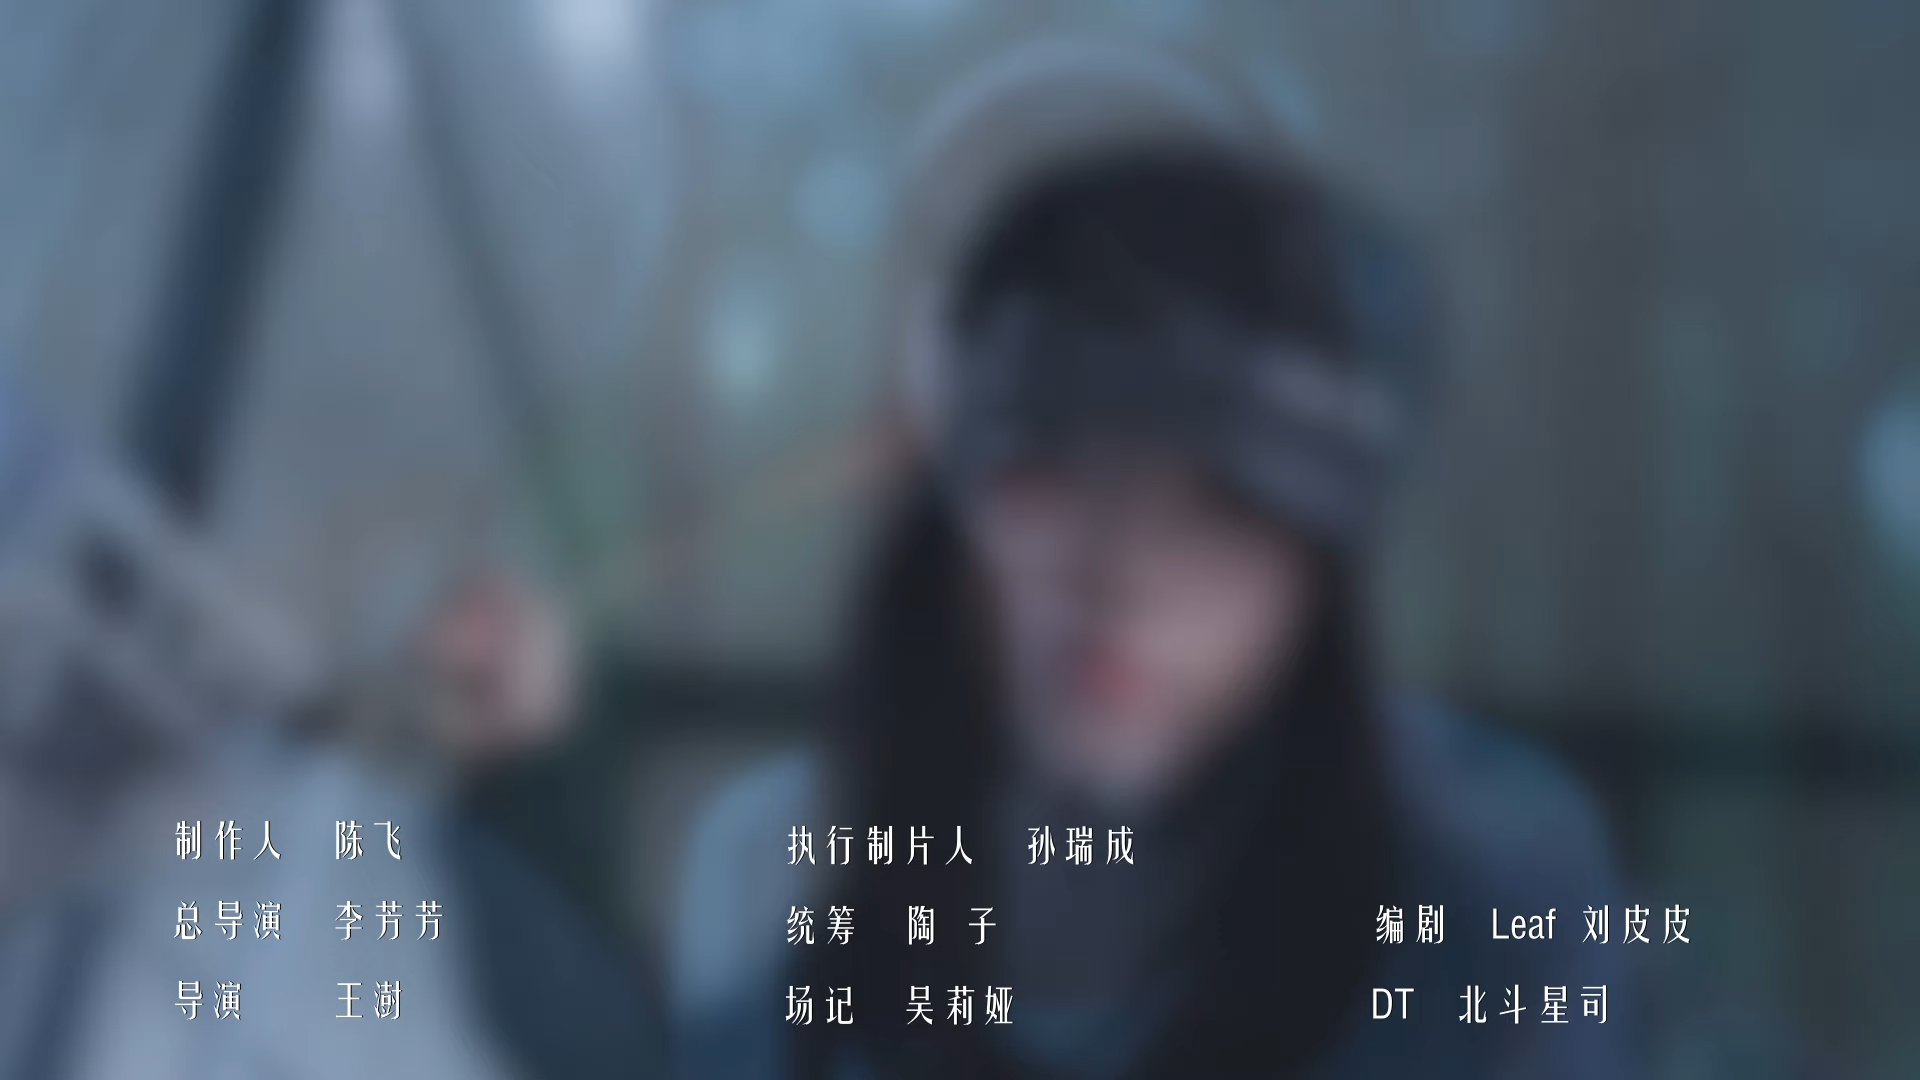 制作人 陈飞
总导演 李芳芳
导演 王澍
执行制片人 孙瑞成
统筹 陶 子
场记 吴莉娅
编剧 Leaf 刘皮皮
DT 北斗星司